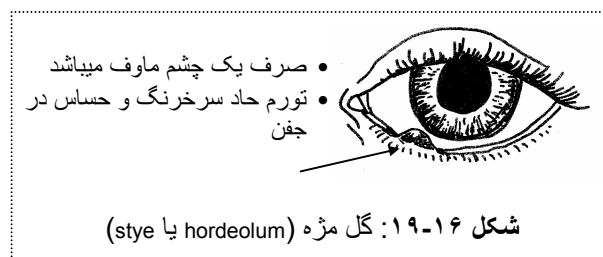 • صرف یک چشم ماوف میباشد
• تورم حاد سرخرنگ و حساس در
جفن
شکل ۱۶-۱۹: گل مژه (hordeolum یا stye)